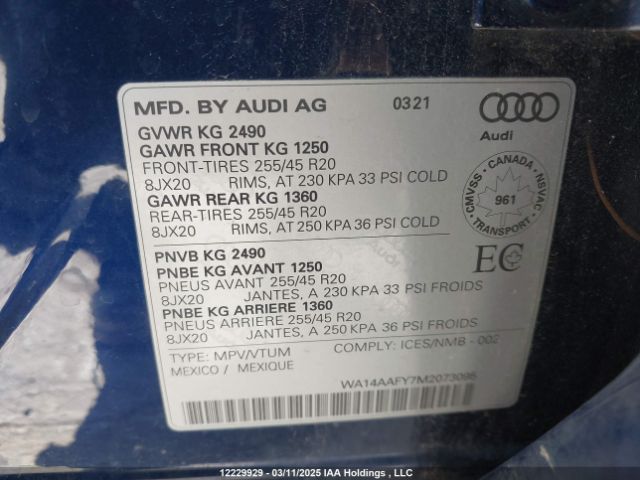 MFD. BY AUDI AG 0321
Audi
GVWR KG 2490
GAWR FRONT KG 1250
FRONT-TIRES 255/45 R20
8JX20 RIMS, AT 230 KPA 33 PSI COLD
GAWR REAR KG 1360
REAR-TIRES 255/45 R20
8JX20 RIMS, AT 250 KPA 36 PSI COLD
CANADA
CMVSS NSVAC
961
TRANSPORT
PNVB KG 2490
PNBE KG AVANT 1250
PNEUS AVANT 255/45 R20
8JX20 JANTES, A 230 KPA 33 PSI FROIDS
PNBE KG ARRIERE 1360
PNEUS ARRIERE 255/45 R20
8JX20 JANTES, A 250 KPA 36 PSI FROIDS
EC
TYPE: MPV/VTUM COMPLY: ICES/NMB - 002
MEXICO / MEXIQUE
WA14AAFY7M2073095
12229929 - 03/11/2025 IAA Holdings , LLC